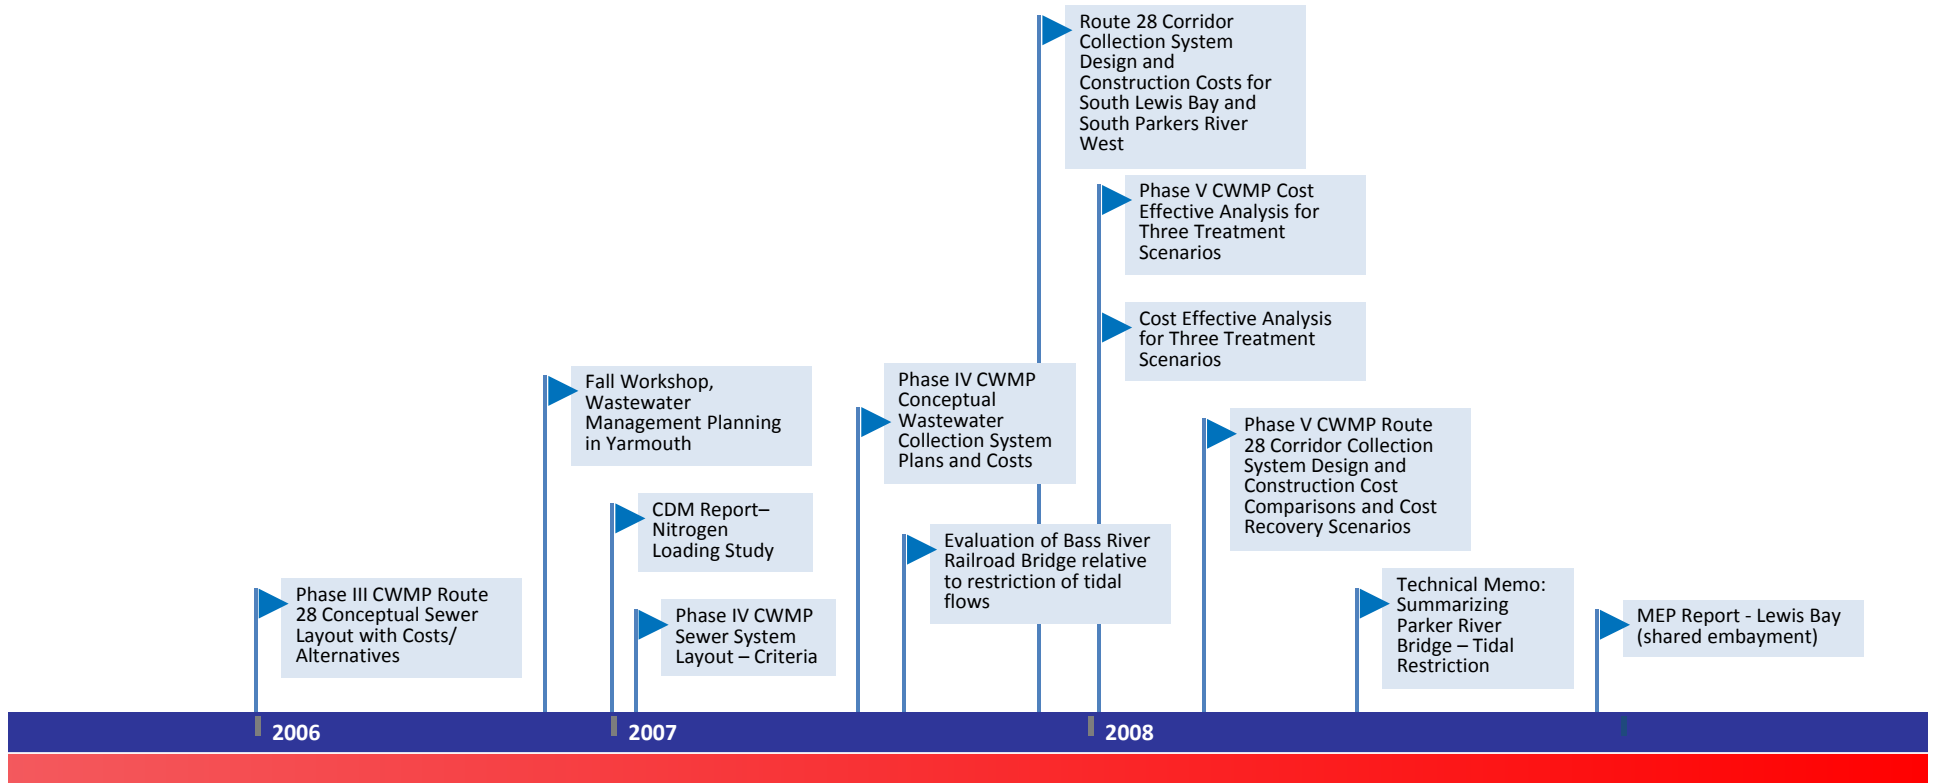 Route 28 Corridor
Collection System
Design and
Construction Costs for
South Lewis Bay and
South Parkers River
West
Phase V CWMP Cost
Effective Analysis for
Three Treatment
Scenarios
Cost Effective Analysis
for Three Treatment
Scenarios
Fall Workshop,
Wastewater
Management Planning
in Yarmouth
Phase IV CWMP
Conceptual
Wastewater
Collection System
Plans and Costs
Phase V CWMP Route
28 Corridor Collection
System Design and
Construction Cost
Comparisons and Cost
Recovery Scenarios
CDM Report–
Nitrogen
Loading Study
Evaluation of Bass River
Railroad Bridge relative
to restriction of tidal
flows
Phase III CWMP Route
28 Conceptual Sewer
Layout with Costs/
Alternatives
Phase IV CWMP
Sewer System
Layout – Criteria
Technical Memo:
Summarizing
Parker River
Bridge – Tidal
Restriction
MEP Report - Lewis Bay
(shared embayment)
2006
2007
2008